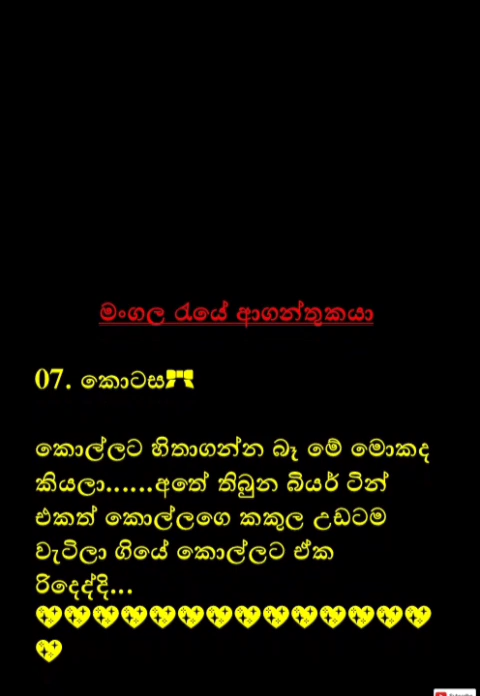 මංගල රැයේ ආගන්තුකයා
07. කොටස🎀
කොල්ලට හිතාගන්න බෑ මේ මොකද
කියලා......අතේ තිබුන බියර් ටින්
එකත් කොල්ලගෙ කකුල උඩටම
වැටිලා ගියේ කොල්ලට ඒක
රිදෙද්දි...
💖💖💖💖💖💖💖💖💖💖💖💖💖💖
💖